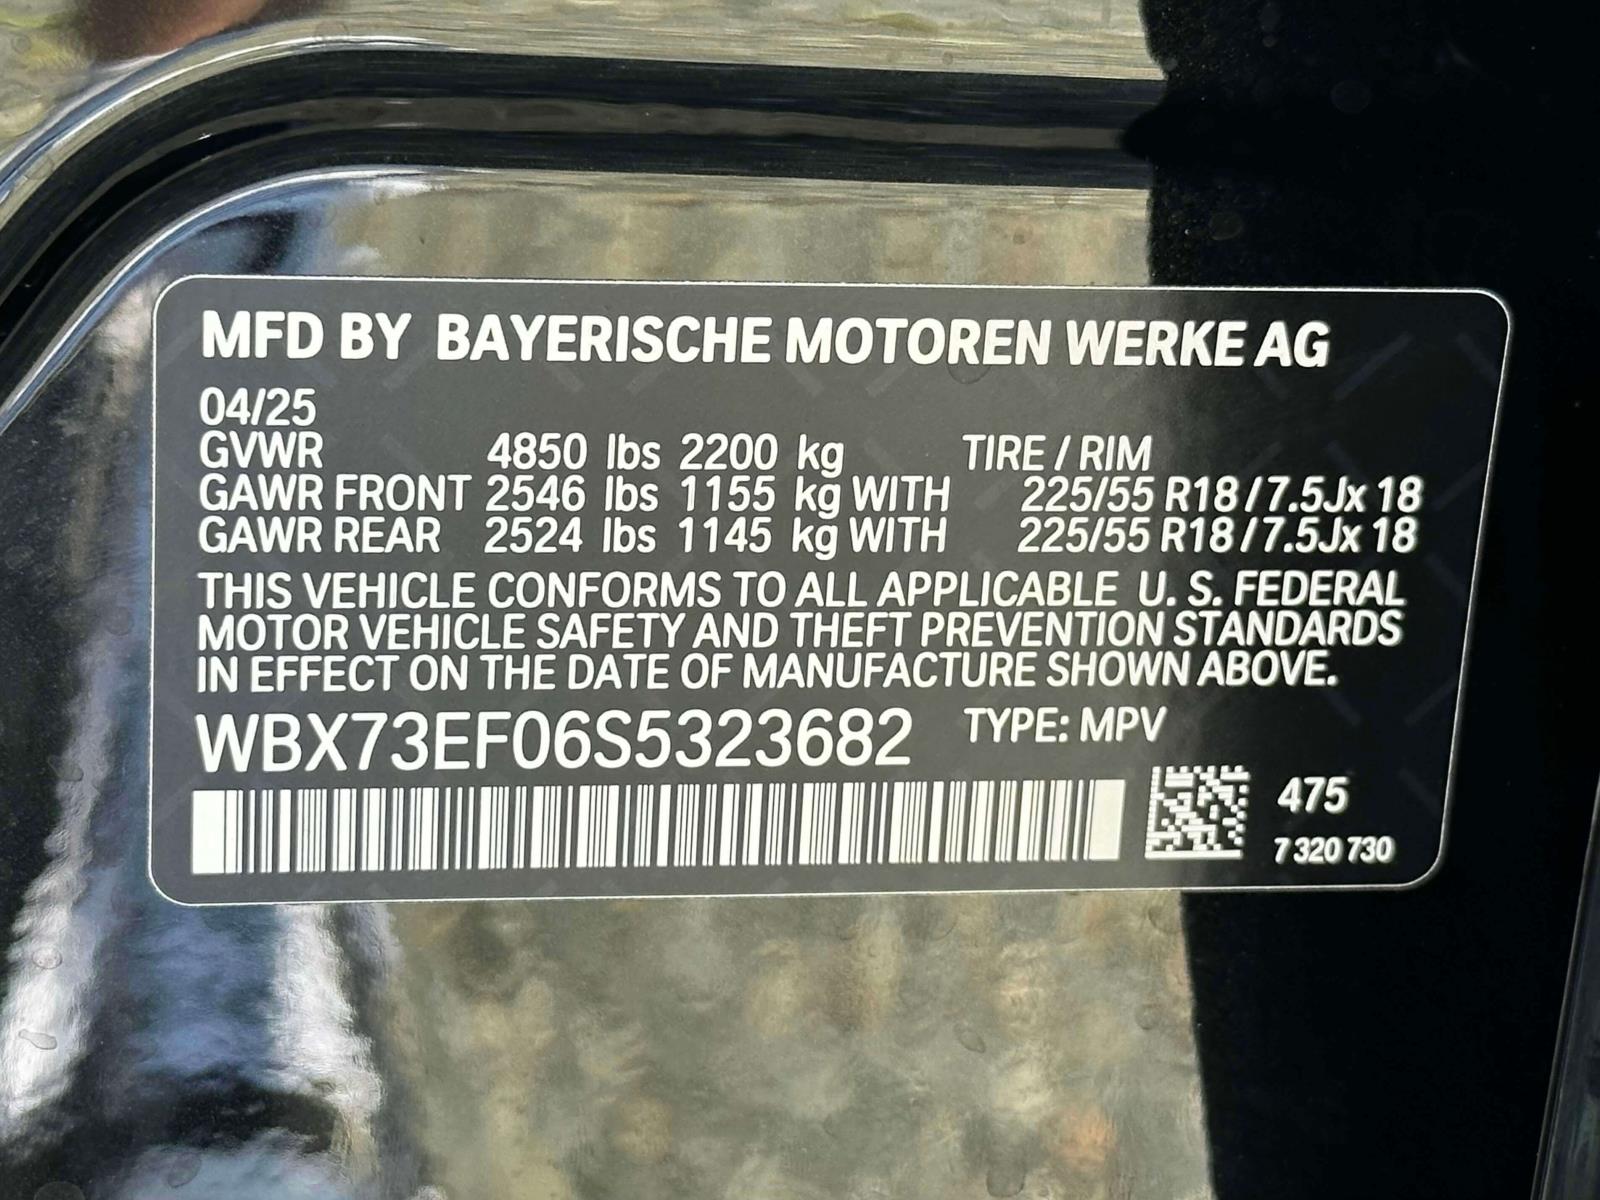 MFD BY BAYERISCHE MOTOREN WERKE AG
04/25
GVWR 4850 lbs 2200 kg TIRE / RIM
GAWR FRONT 2546 lbs 1155 kg WITH 225/55 R18 / 7.5Jx 18
GAWR REAR 2524 lbs 1145 kg WITH 225/55 R18 / 7.5Jx 18
THIS VEHICLE CONFORMS TO ALL APPLICABLE U. S. FEDERAL
MOTOR VEHICLE SAFETY AND THEFT PREVENTION STANDARDS
IN EFFECT ON THE DATE OF MANUFACTURE SHOWN ABOVE.
WBX73EF06S5323682 TYPE: MPV
475
7 320 730